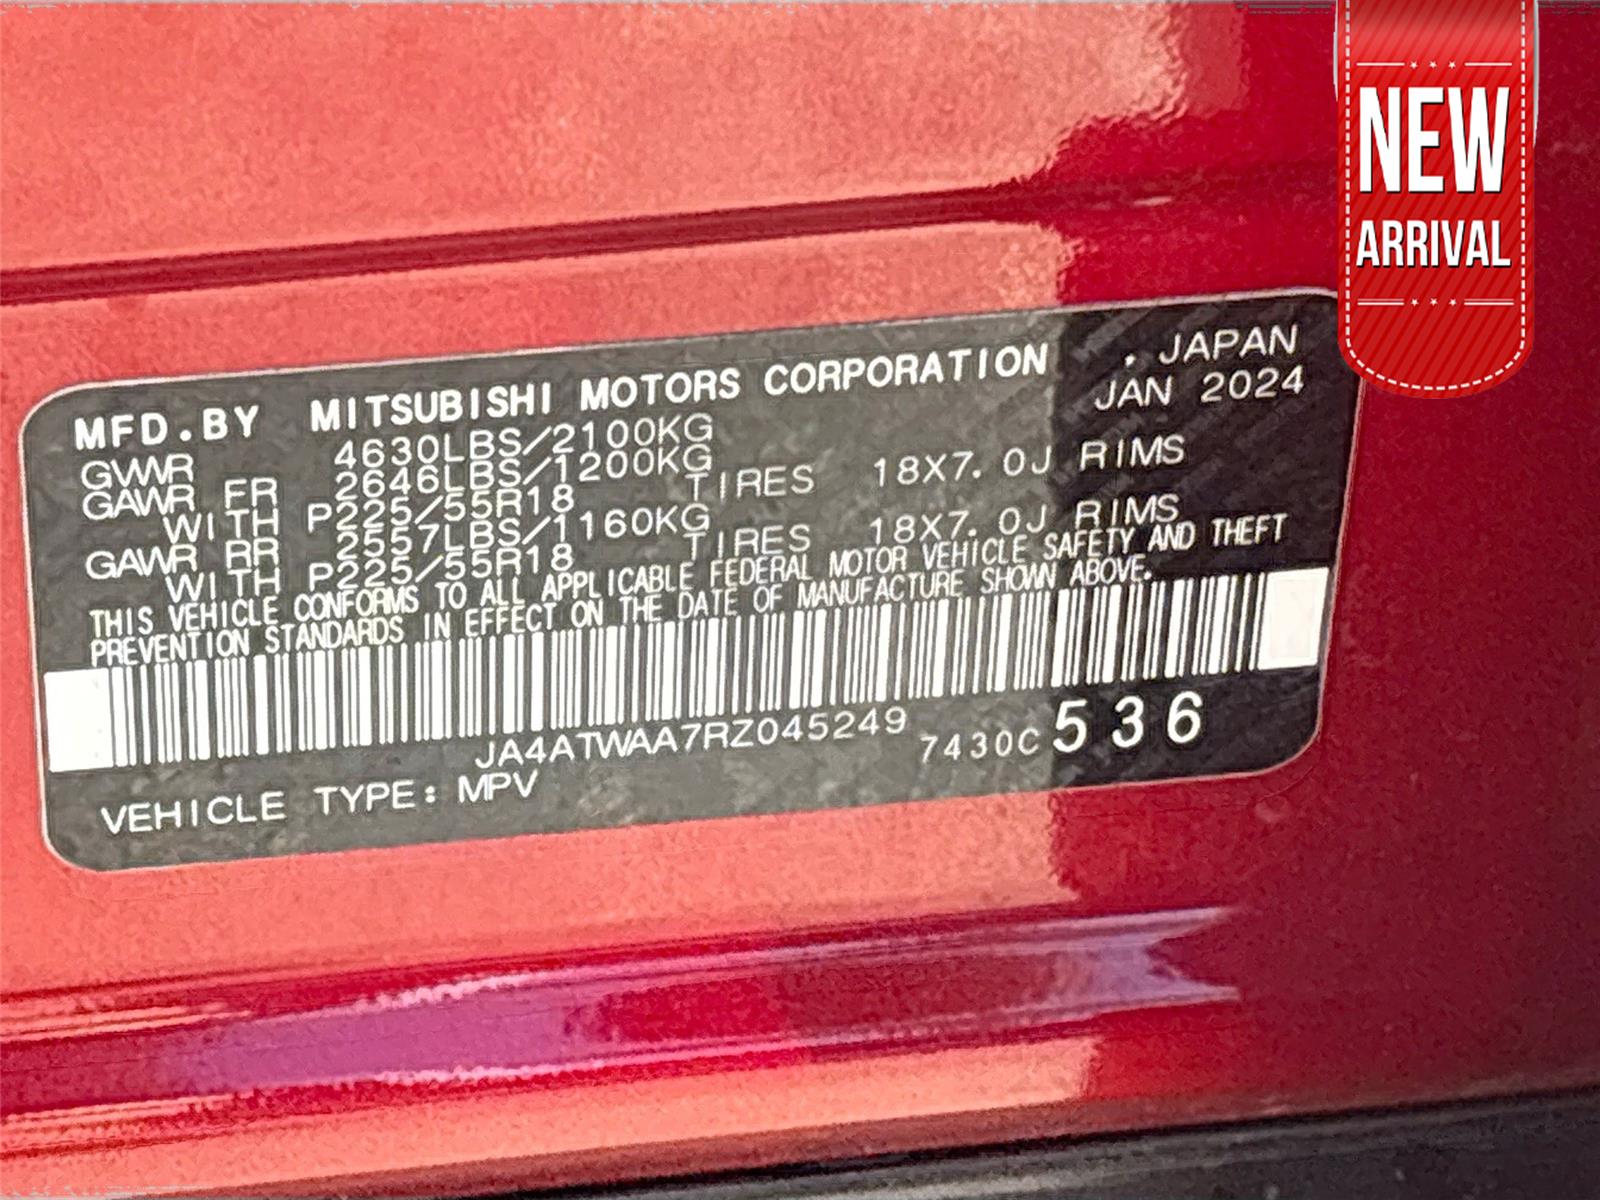 NEW
ARRIVAL
MFD.BY MITSUBISHI MOTORS CORPORATION , JAPAN
GVWR 4630LBS/2100KG JAN 2024
GAWR FR 2646LBS/1200KG
WITH P225/55R18 TIRES 18X7.0J RIMS
GAWR RR 2557LBS/1160KG
WITH P225/55R18 TIRES 18X7.0J RIMS
THIS VEHICLE CONFORMS TO ALL APPLICABLE FEDERAL MOTOR VEHICLE SAFETY AND THEFT
PREVENTION STANDARDS IN EFFECT ON THE DATE OF MANUFACTURE SHOWN ABOVE.
JA4ATWAA7RZ045249 7430C 536
VEHICLE TYPE: MPV